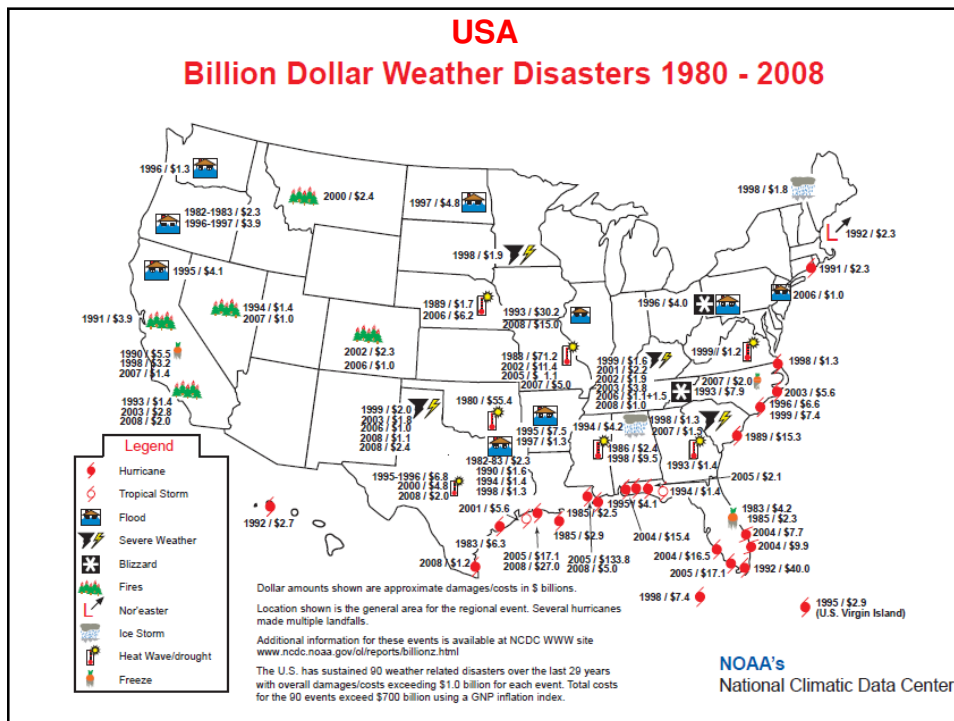 USA
Billion Dollar Weather Disasters 1980 - 2008
1996 / $1.3
2000 / $2.4
1997 / $4.8
1998 / $1.8
1982-1983 / $2.3
1996-1997 / $3.9
L
1992 / $2.3
1998 / $1.9
1995 / $4.1
1991 / $2.3
1989 / $1.7
2006 / $6.2
1996 / $4.0
2006 / $1.0
1994 / $1.4
2007 / $1.0
1991 / $3.9
1993 / $30.2
2008 / $15.0
1990 / $5.5
1998 / $3.2
2007 / $1.4
2002 / $2.3
2006 / $1.0
1988 / $71.2
2002 / $11.4
2005 / $ 1.1
2007 / $5.0
1999 / $1.6
2001 / $2.2
2002 / $1.9
2003 / $3.8
2006 / $1.1+1.5
2008 / $1.0
1999// $1.2
1998 / $1.3
2007 / $2.0
1993 / $7.9
2003 / $5.6
1996 / $6.6
1999 / $7.4
1993 / $1.4
2003 / $2.8
2008 / $2.0
1999 / $2.0
2003 / $1.8
2006 / $1.0
2008 / $1.1
2008 / $2.4
1980 / $55.4
1995 / $7.5
1997 / $1.3
1994 / $4.2
1998 / $1.3
2007 / $1.5
1989 / $15.3
1986 / $2.4
1998 / $9.5
1993 / $1.4
1982-83 / $2.3
1990 / $1.6
1994 / $1.4
1998 / $1.3
1995-1996 / $6.8
2000 / $4.8
2008 / $2.0
2005 / $2.1
1994 / $1.4
1995 / $4.1
1985 / $2.5
2001 / $5.6
1992 / $2.7
1983 / $4.2
1985 / $2.3
2004 / $7.7
2004 / $9.9
1983 / $6.3
1985 / $2.9
2004 / $15.4
2004 / $16.5
2008 / $1.2
2005 / $17.1
2008 / $27.0
2005 / $133.8
2008 / $5.0
2005 / $17.1
1992 / $40.0
1998 / $7.4
1995 / $2.9
(U.S. Virgin Island)
Legend
Hurricane
Tropical Storm
Flood
Severe Weather
Blizzard
Fires
L
Nor'easter
Ice Storm
Heat Wave/drought
Freeze
Dollar amounts shown are approximate damages/costs in $ billions.
Location shown is the general area for the regional event. Several hurricanes
made multiple landfalls.
Additional information for these events is available at NCDC WWW site
www.ncdc.noaa.gov/ol/reports/billionz.html
The U.S. has sustained 90 weather related disasters over the last 29 years
with overall damages/costs exceeding $1.0 billion for each event. Total costs
for the 90 events exceed $700 billion using a GNP inflation index.
NOAA's
National Climatic Data Center